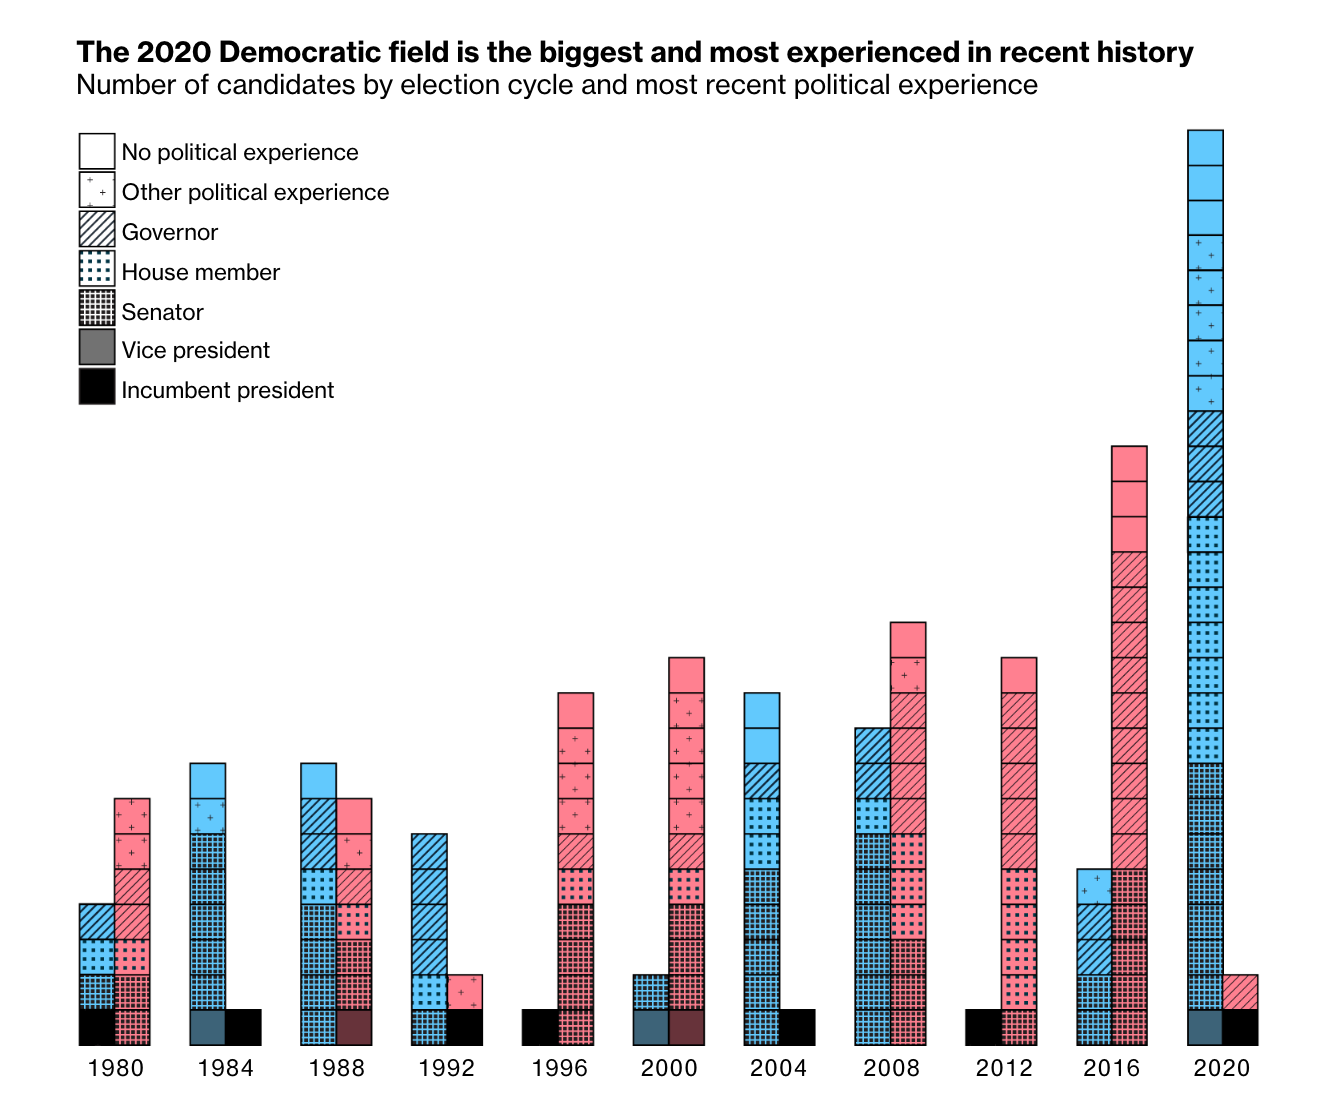 The 2020 Democratic field is the biggest and most experienced in recent history
Number of candidates by election cycle and most recent political experience
No political experience
Other political experience
Governor
House member
Senator
Vice president
Incumbent president
1980 1984 1988 1992 1996 2000 2004 2008 2012 2016 2020